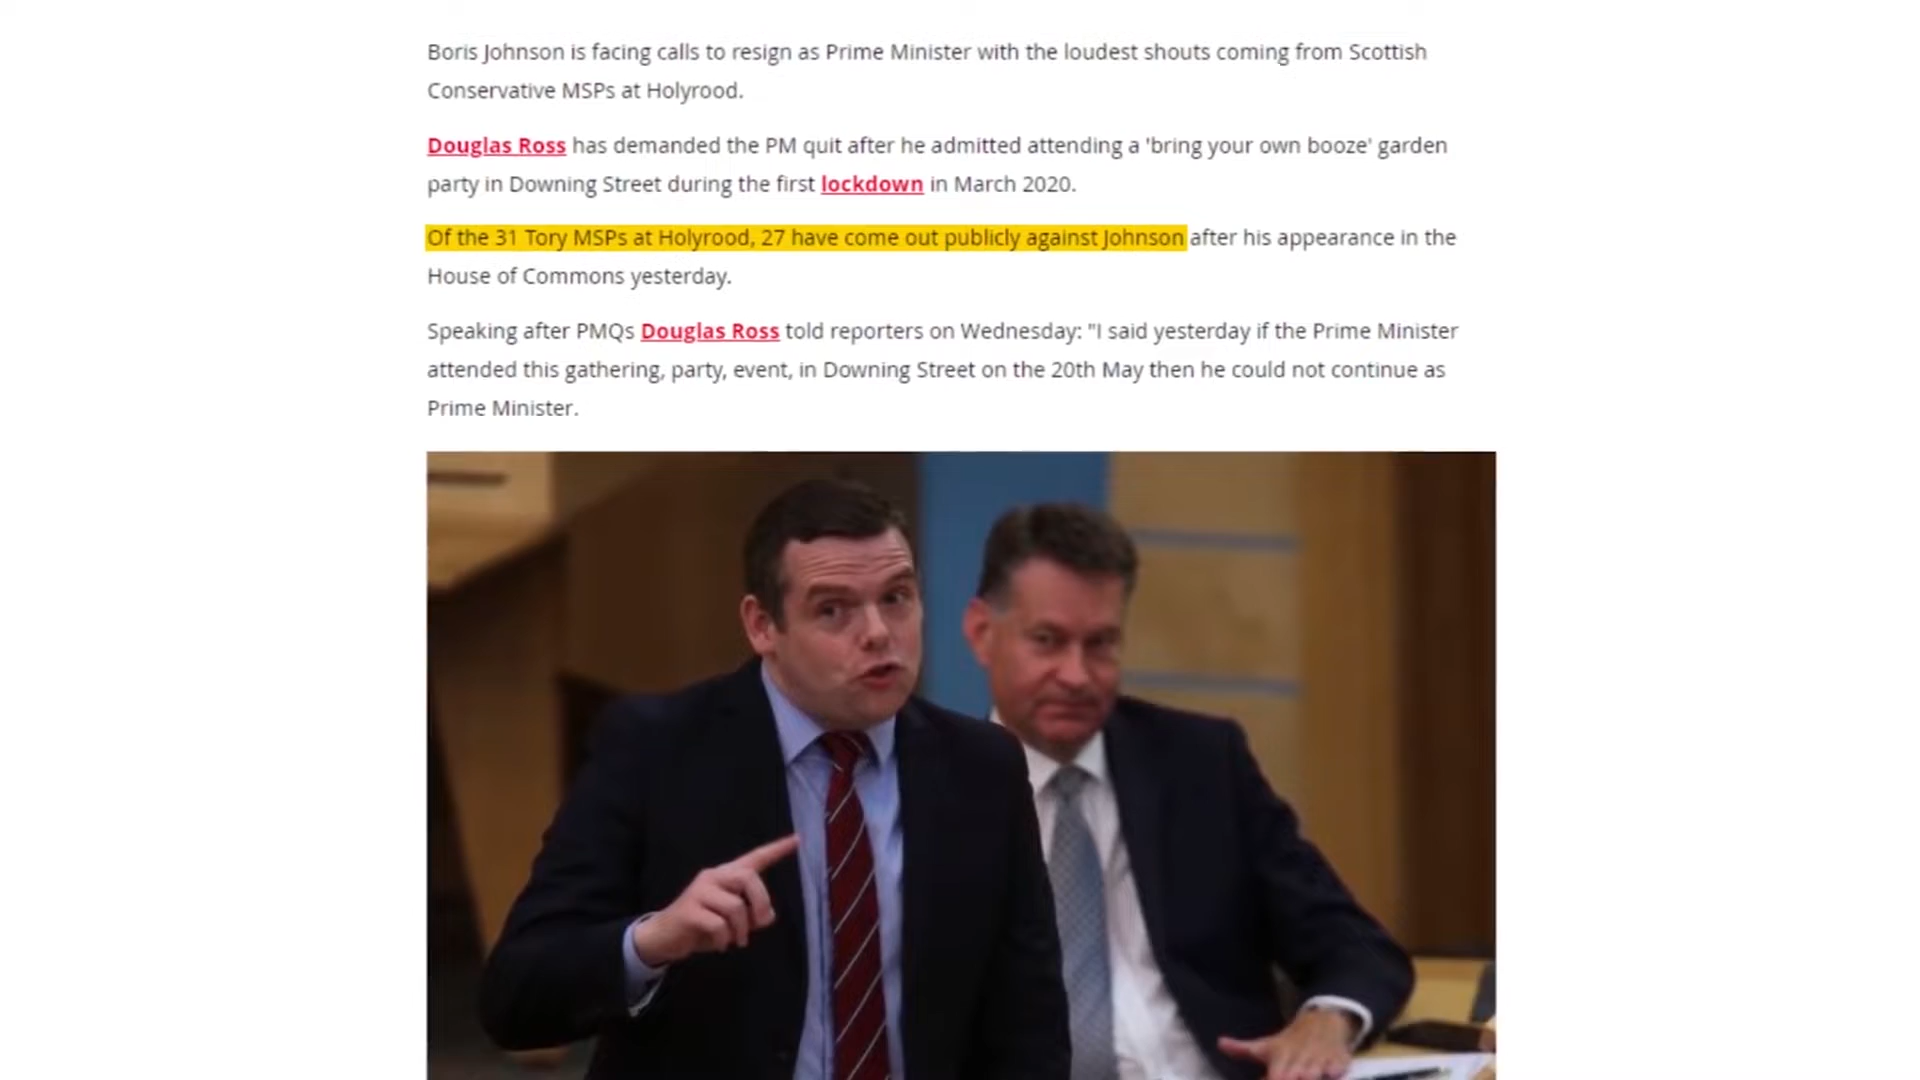 Boris Johnson is facing calls to resign as Prime Minister with the loudest shouts coming from Scottish
Conservative MSPs at Holyrood.
Douglas Ross has demanded the PM quit after he admitted attending a 'bring your own booze' garden
party in Downing Street during the first lockdown in March 2020.
Of the 31 Tory MSPs at Holyrood, 27 have come out publicly against Johnson after his appearance in the
House of Commons yesterday.
Speaking after PMQs Douglas Ross told reporters on Wednesday: "I said yesterday if the Prime Minister
attended this gathering, party, event, in Downing Street on the 20th May then he could not continue as
Prime Minister.